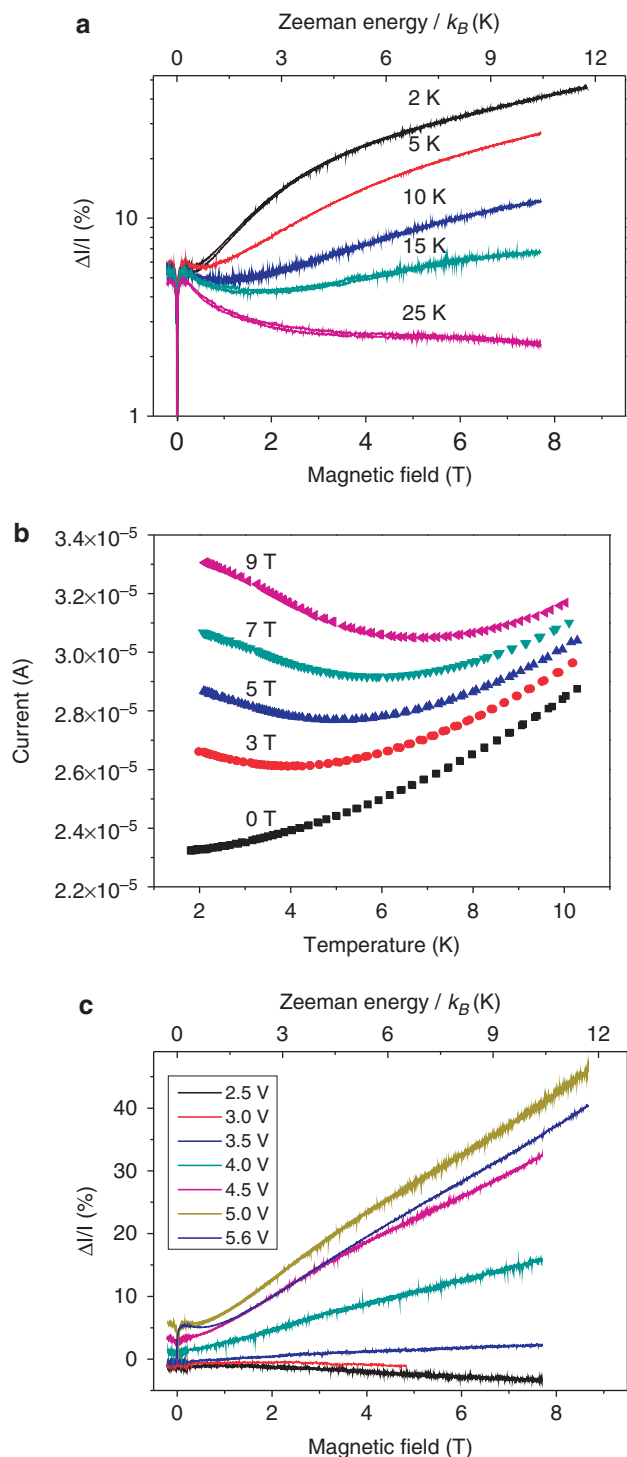 a
Zeeman energy / k_B (K)
0 3 6 9 12
ΔI/I (%)
10
1
2 K
5 K
10 K
15 K
25 K
0 2 4 6 8
Magnetic field (T)
b
3.4×10⁻⁵
3.2×10⁻⁵
3.0×10⁻⁵
2.8×10⁻⁵
2.6×10⁻⁵
2.4×10⁻⁵
2.2×10⁻⁵
Current (A)
9 T
7 T
5 T
3 T
0 T
2 4 6 8 10
Temperature (K)
c
Zeeman energy / k_B (K)
0 3 6 9 12
ΔI/I (%)
40
30
20
10
0
2.5 V
3.0 V
3.5 V
4.0 V
4.5 V
5.0 V
5.6 V
0 2 4 6 8
Magnetic field (T)